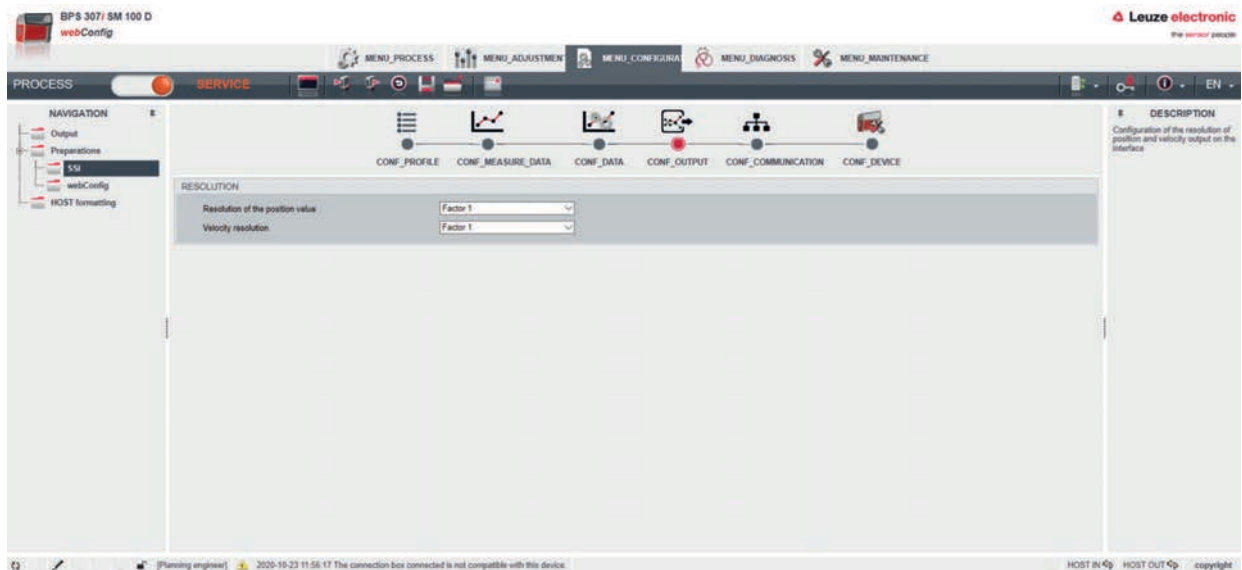 BPS 307i SM 100 D
webConfig
Leuze electronic
the sensor people
MENU_PROCESS
MENU_ADJUSTMEN
MENU_CONFIGURA
MENU_DIAGNOSIS
MENU_MAINTENANCE
PROCESS
SERVICE
EN
NAVIGATION
Output
Preparations
SSI
webConfig
HOST formatting
CONF_PROFILE
CONF_MEASURE_DATA
CONF_DATA
CONF_OUTPUT
CONF_COMMUNICATION
CONF_DEVICE
RESOLUTION
Resolution of the position value
Factor 1
Velocity resolution
Factor 1
DESCRIPTION
Configuration of the resolution of
position and velocity output on the
interface
[Planning engineer]
2020-10-23 11:56:17 The connection box connected is not compatible with this device.
HOST IN
HOST OUT
copyright